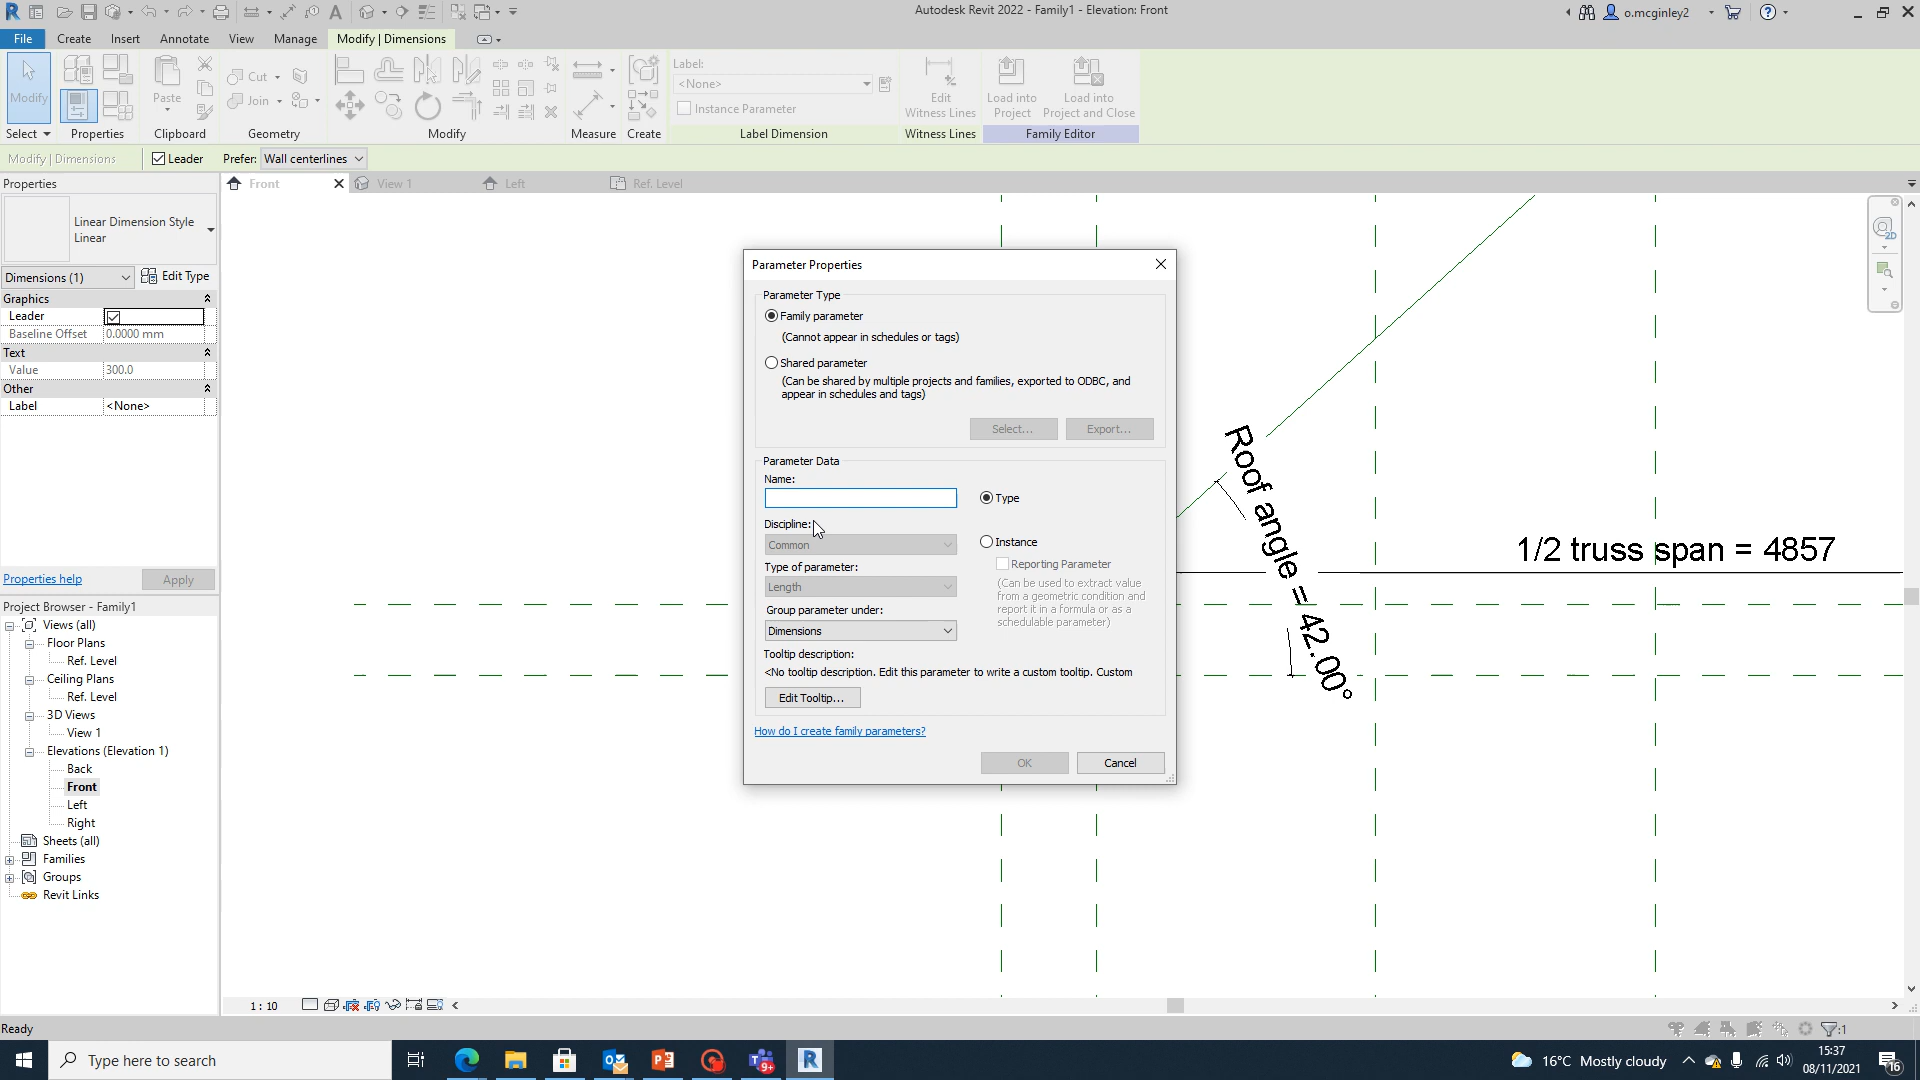 Autodesk Revit 2022 - Family1 - Elevation: Front
o.mcginley2
File Create Insert Annotate View Manage Modify | Dimensions
Modify
Paste
Cut
Join
Label:
<None>
Instance Parameter
Edit
Witness Lines
Load into
Project
Load into
Project and Close
Select Properties Clipboard Geometry Modify Measure Create Label Dimension Witness Lines Family Editor
Modify | Dimensions Leader Prefer: Wall centerlines
Properties
Front View 1 Left Ref. Level
2D
Linear Dimension Style
Linear
Dimensions (1) Edit Type
Graphics
Leader
Baseline Offset 0.0000 mm
Text
Value 300.0
Other
Label <None>
Properties help Apply
Project Browser - Family1
Views (all)
Floor Plans
Ref. Level
Ceiling Plans
Ref. Level
3D Views
View 1
Elevations (Elevation 1)
Back
Front
Left
Right
Sheets (all)
Families
Groups
Revit Links
Parameter Properties
Parameter Type
Family parameter
(Cannot appear in schedules or tags)
Shared parameter
(Can be shared by multiple projects and families, exported to ODBC, and
appear in schedules and tags)
Select... Export...
Parameter Data
Name:
Type
Discipline:
Common
Instance
Reporting Parameter
Type of parameter:
Length
(Can be used to extract value
from a geometric condition and
report it in a formula or as a
schedulable parameter)
Group parameter under:
Dimensions
Tooltip description:
<No tooltip description. Edit this parameter to write a custom tooltip. Custom
Edit Tooltip...
How do I create family parameters?
OK Cancel
Roof angle = 42.00°
1/2 truss span = 4857
1 : 10
Ready
:1
Type here to search
9+
16°C Mostly cloudy
15:37
08/11/2021
16